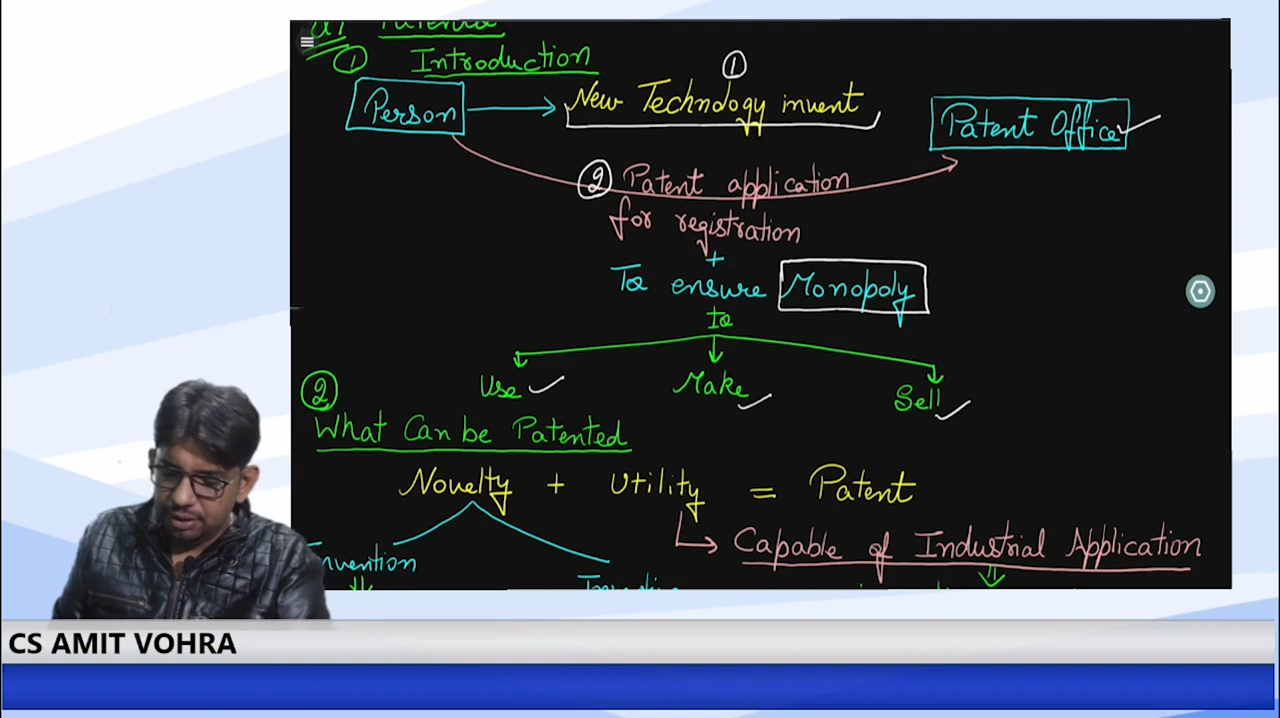 Introduction
①
①
Person
New Technology invent
Patent Office
② Patent application
for registration
+
To ensure Monopoly
to
Use
Make
Sell
②
What Can be Patented
Novelty + Utility = Patent
Capable of Industrial Application
nvention
CS AMIT VOHRA